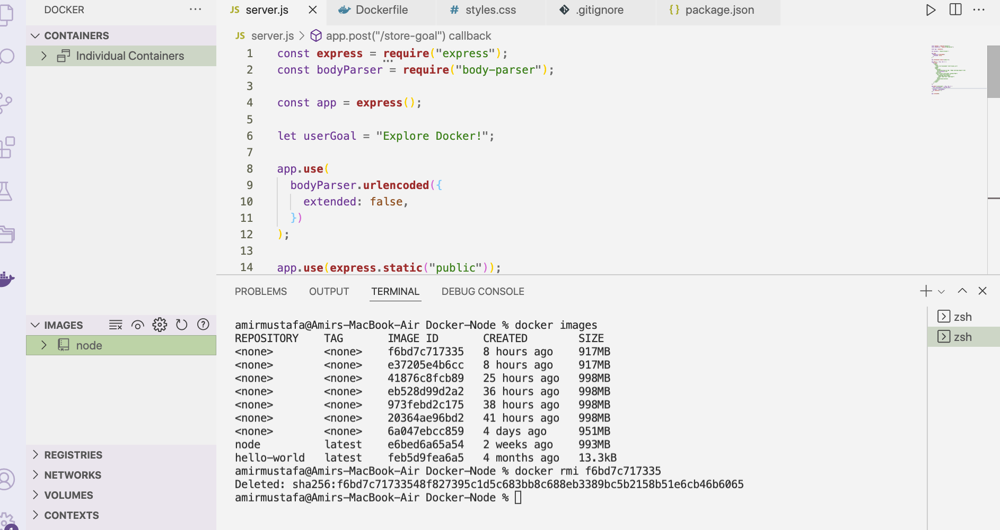 DOCKER
CONTAINERS
Individual Containers
IMAGES
node
REGISTRIES
NETWORKS
VOLUMES
CONTEXTS
JS server.js
Dockerfile
# styles.css
.gitignore
{} package.json
JS server.js > app.post("/store-goal") callback
1 const express = require("express");
2 const bodyParser = require("body-parser");
3
4 const app = express();
5
6 let userGoal = "Explore Docker!";
7
8 app.use(
9 bodyParser.urlencoded({
10 extended: false,
11 })
12 );
13
14 app.use(express.static("public"));
PROBLEMS OUTPUT TERMINAL DEBUG CONSOLE
amirmustafa@Amirs-MacBook-Air Docker-Node % docker images
REPOSITORY TAG IMAGE ID CREATED SIZE
<none> <none> f6bd7c717335 8 hours ago 917MB
<none> <none> e37205e4b6cc 8 hours ago 917MB
<none> <none> 41876c8fcb89 25 hours ago 998MB
<none> <none> eb528d99d2a2 36 hours ago 998MB
<none> <none> 973febd2c175 38 hours ago 998MB
<none> <none> 20364ae96bd2 41 hours ago 998MB
<none> <none> 6a047ebcc859 4 days ago 951MB
node latest e6bed6a65a54 2 weeks ago 993MB
hello-world latest feb5d9fea6a5 4 months ago 13.3kB
amirmustafa@Amirs-MacBook-Air Docker-Node % docker rmi f6bd7c717335
Deleted: sha256:f6bd7c71733548f827395c1d5c683bb8c688eb3389bc5b2158b51e6cb46b6065
amirmustafa@Amirs-MacBook-Air Docker-Node %
zsh
zsh